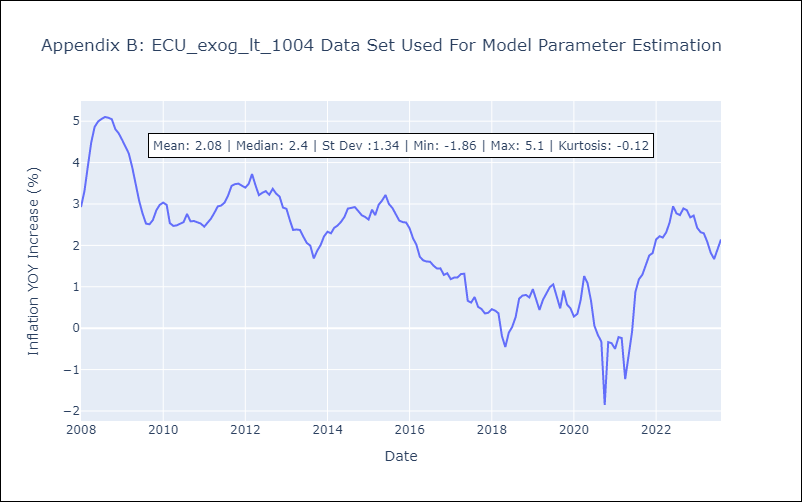 Appendix B: ECU_exog_lt_1004 Data Set Used For Model Parameter Estimation
Mean: 2.08 | Median: 2.4 | St Dev :1.34 | Min: -1.86 | Max: 5.1 | Kurtosis: -0.12
Inflation YOY Increase (%)
5
4
3
2
1
0
−1
−2
2008 2010 2012 2014 2016 2018 2020 2022
Date